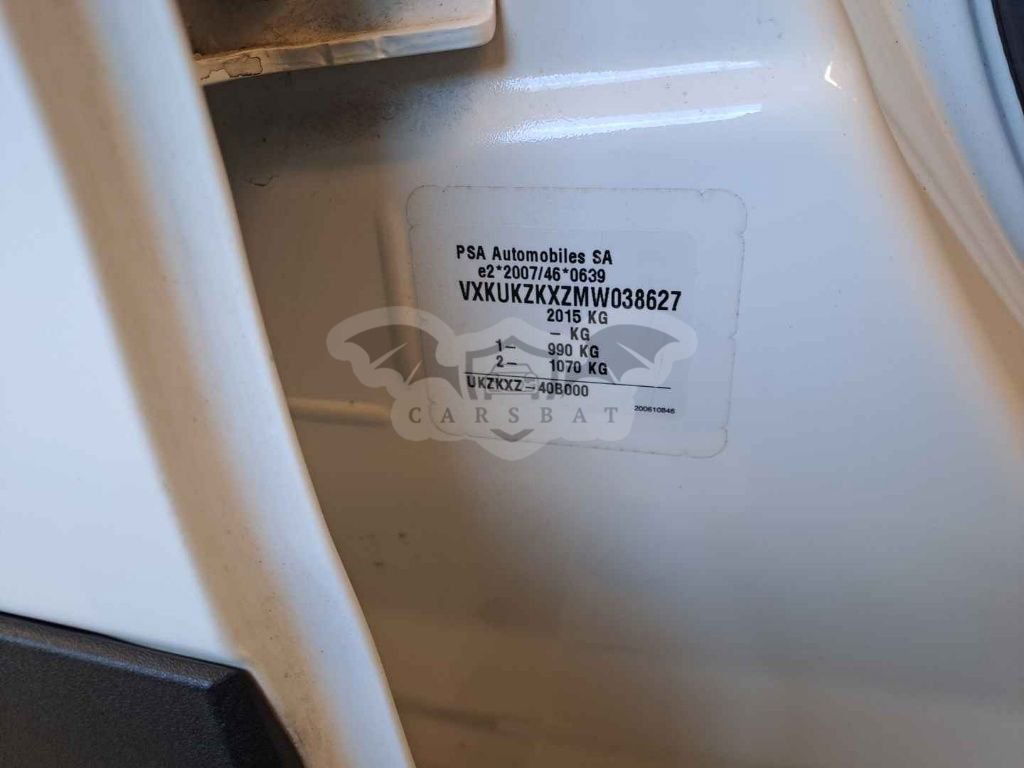 PSA Automobiles SA
e2*2007/46*0639
VXKUKZKXZMW038627
2015 KG
- KG
1- 990 KG
2- 1070 KG
UKZKXZ-40B000
200610846
CARSBAT